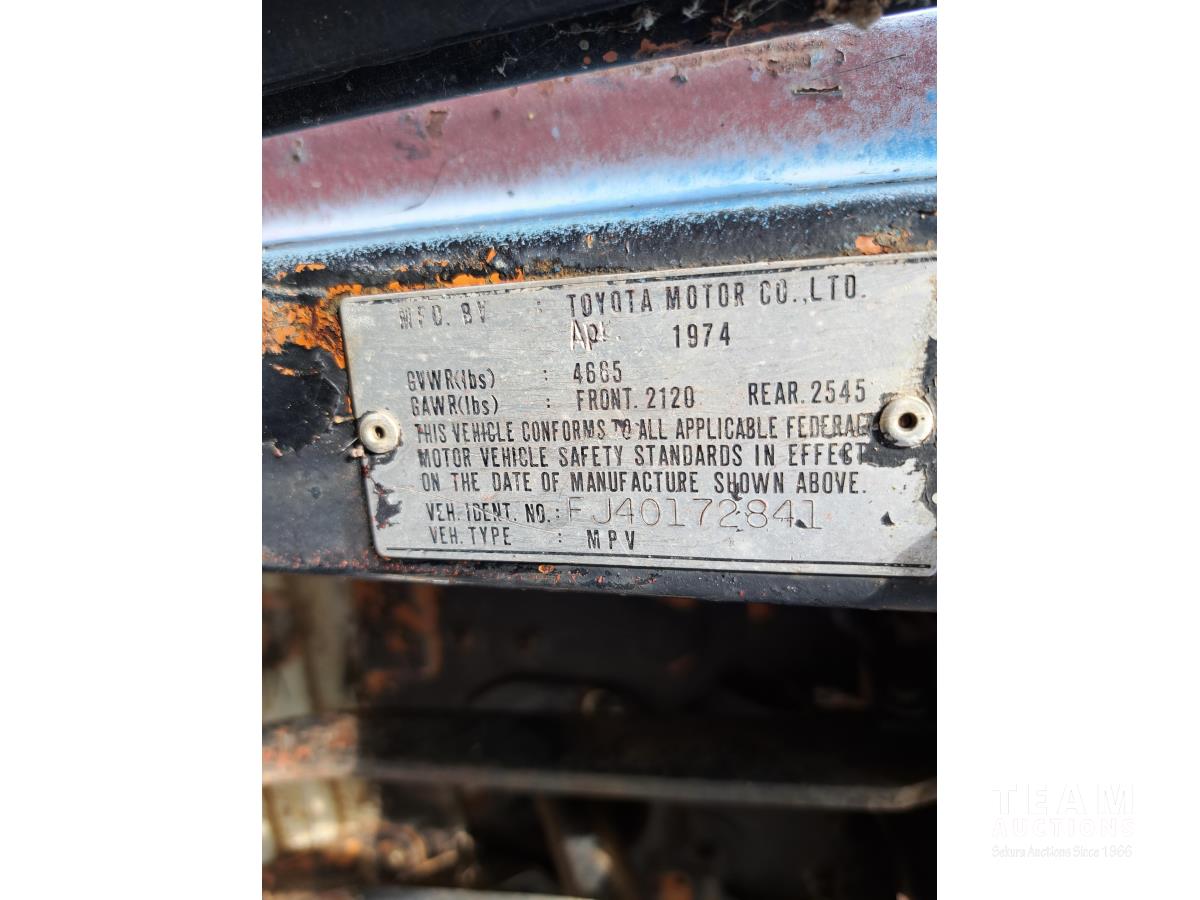 MFD. BY : TOYOTA MOTOR CO.,LTD.
Apr. 1974
GVWR(lbs) : 4665
GAWR(lbs) : FRONT.2120 REAR.2545
THIS VEHICLE CONFORMS TO ALL APPLICABLE FEDERAL
MOTOR VEHICLE SAFETY STANDARDS IN EFFECT
ON THE DATE OF MANUFACTURE SHOWN ABOVE.
VEH. IDENT. NO.: FJ40172841
VEH. TYPE : MPV
TEAM
AUCTIONS
Sekura Auctions Since 1966